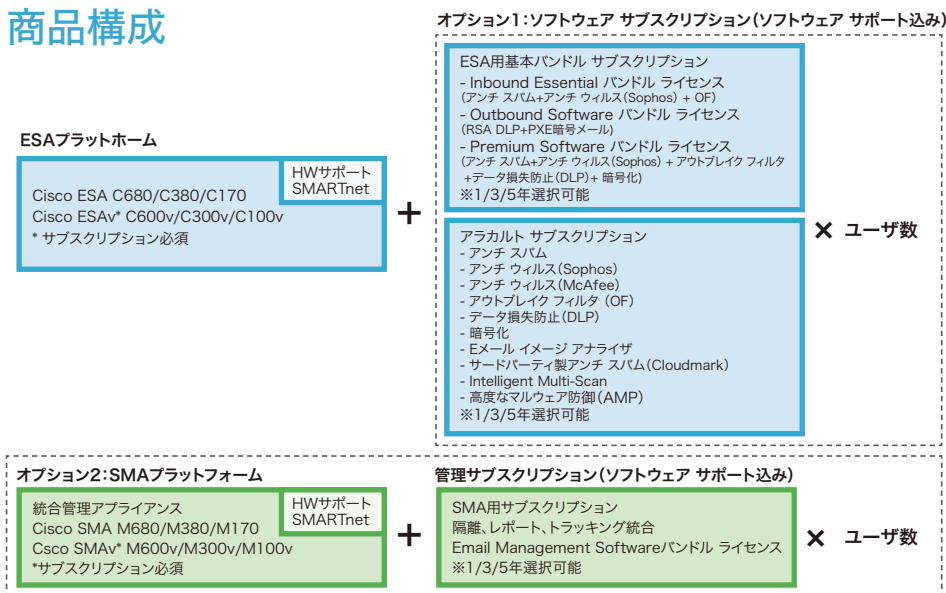 商品構成
オプション1：ソフトウェア サブスクリプション（ソフトウェア サポート込み）
ESA用基本バンドル サブスクリプション
- Inbound Essential バンドル ライセンス
（アンチ スパム+アンチ ウィルス（Sophos） + OF）
- Outbound Software バンドル ライセンス
（RSA DLP+PXE暗号メール)
- Premium Software バンドル ライセンス
（アンチ スパム+アンチ ウィルス（Sophos） + アウトブレイク フィルタ
+データ損失防止（DLP）+ 暗号化)
※1/3/5年選択可能
ESAプラットホーム
HWサポート
SMARTnet
Cisco ESA C680/C380/C170
Cisco ESAv* C600v/C300v/C100v
* サブスクリプション必須
+
アラカルト サブスクリプション
- アンチ スパム
- アンチ ウィルス（Sophos）
- アンチ ウィルス（McAfee）
- アウトブレイク フィルタ （OF）
- データ損失防止（DLP）
- 暗号化
- Eメール イメージ アナライザ
- サードパーティ製アンチ スパム（Cloudmark）
- Intelligent Multi-Scan
- 高度なマルウェア防御（AMP）
※1/3/5年選択可能
× ユーザ数
オプション2：SMAプラットフォーム
統合管理アプライアンス
HWサポート
SMARTnet
Cisco SMA M680/M380/M170
Csco SMAv* M600v/M300v/M100v
*サブスクリプション必須
+
管理サブスクリプション（ソフトウェア サポート込み）
SMA用サブスクリプション
隔離、レポート、トラッキング統合
Email Management Softwareバンドル ライセンス
※1/3/5年選択可能
× ユーザ数